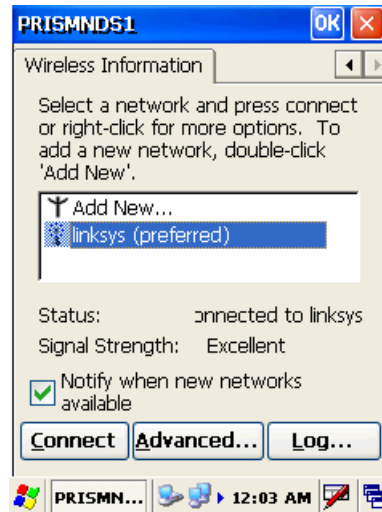 PRISMNDS1 OK
Wireless Information
Select a network and press connect
or right-click for more options. To
add a new network, double-click
'Add New'.
Add New...
linksys (preferred)
Status: onnected to linksys
Signal Strength: Excellent
Notify when new networks
available
Connect Advanced... Log...
PRISMN... 12:03 AM